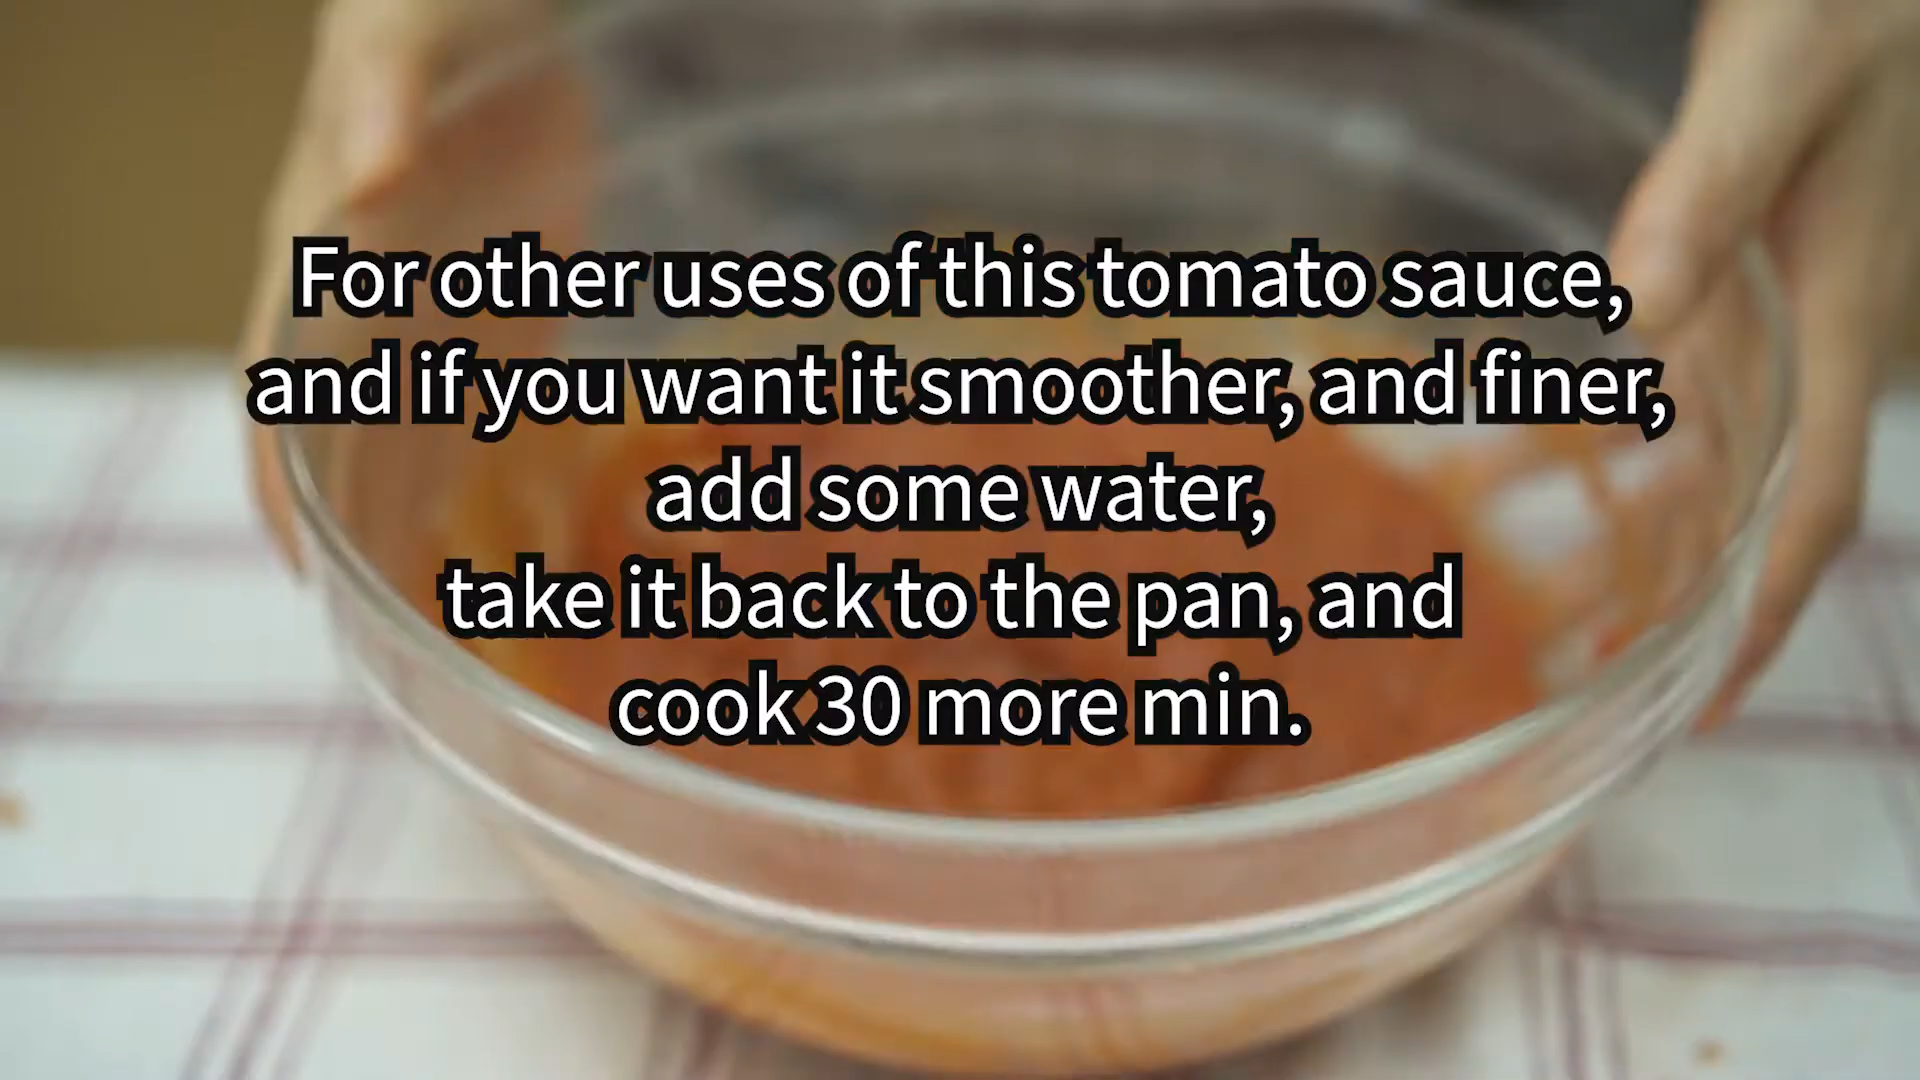 For other uses of this tomato sauce,
and if you want it smoother, and finer,
add some water,
take it back to the pan, and
cook 30 more min.